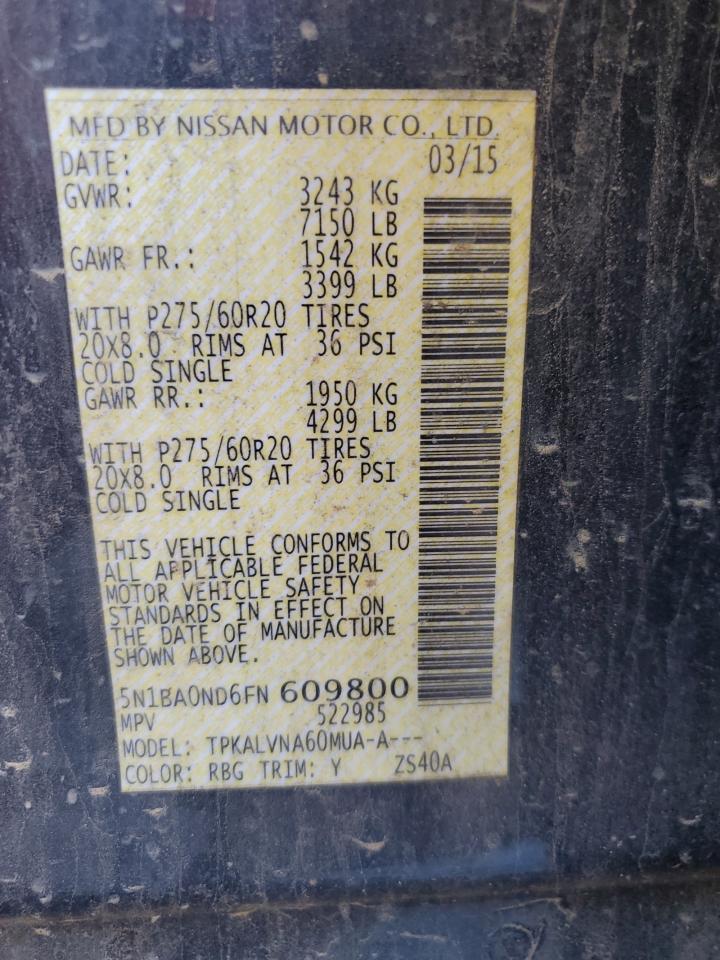 MFD BY NISSAN MOTOR CO., LTD.
DATE: 03/15
GVWR: 3243 KG
7150 LB
GAWR FR.: 1542 KG
3399 LB
WITH P275/60R20 TIRES
20X8.0 RIMS AT 36 PSI
COLD SINGLE
GAWR RR.: 1950 KG
4299 LB
WITH P275/60R20 TIRES
20X8.0 RIMS AT 36 PSI
COLD SINGLE
THIS VEHICLE CONFORMS TO
ALL APPLICABLE FEDERAL
MOTOR VEHICLE SAFETY
STANDARDS IN EFFECT ON
THE DATE OF MANUFACTURE
SHOWN ABOVE.
5N1BA0ND6FN 609800
MPV 522985
MODEL: TPKALVNA60MUA-A---
COLOR: RBG TRIM: Y ZS40A